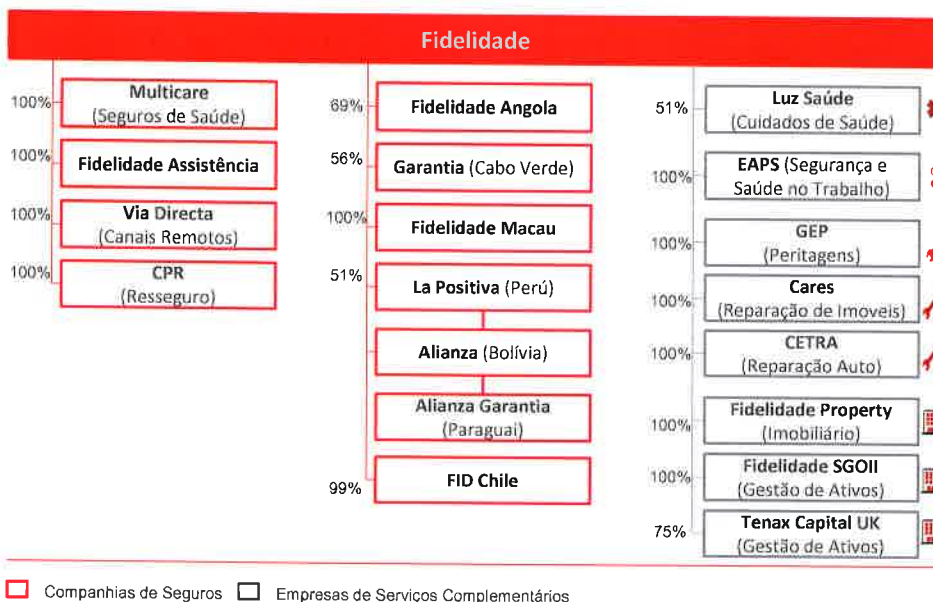 Fidelidade
100%
Multicare
(Seguros de Saúde)
100%
Fidelidade Assistência
100%
Via Directa
(Canais Remotos)
100%
CPR
(Resseguro)
69%
Fidelidade Angola
56%
Garantia (Cabo Verde)
100%
Fidelidade Macau
51%
La Positiva (Perú)
Alianza (Bolívia)
Alianza Garantia
(Paraguai)
99%
FID Chile
51%
Luz Saúde
(Cuidados de Saúde)
100%
EAPS (Segurança e
Saúde no Trabalho)
100%
GEP
(Peritagens)
100%
Cares
(Reparação de Imoveis)
100%
CETRA
(Reparação Auto)
100%
Fidelidade Property
(Imobiliário)
100%
Fidelidade SGOII
(Gestão de Ativos)
75%
Tenax Capital UK
(Gestão de Ativos)
Companhias de Seguros
Empresas de Serviços Complementários